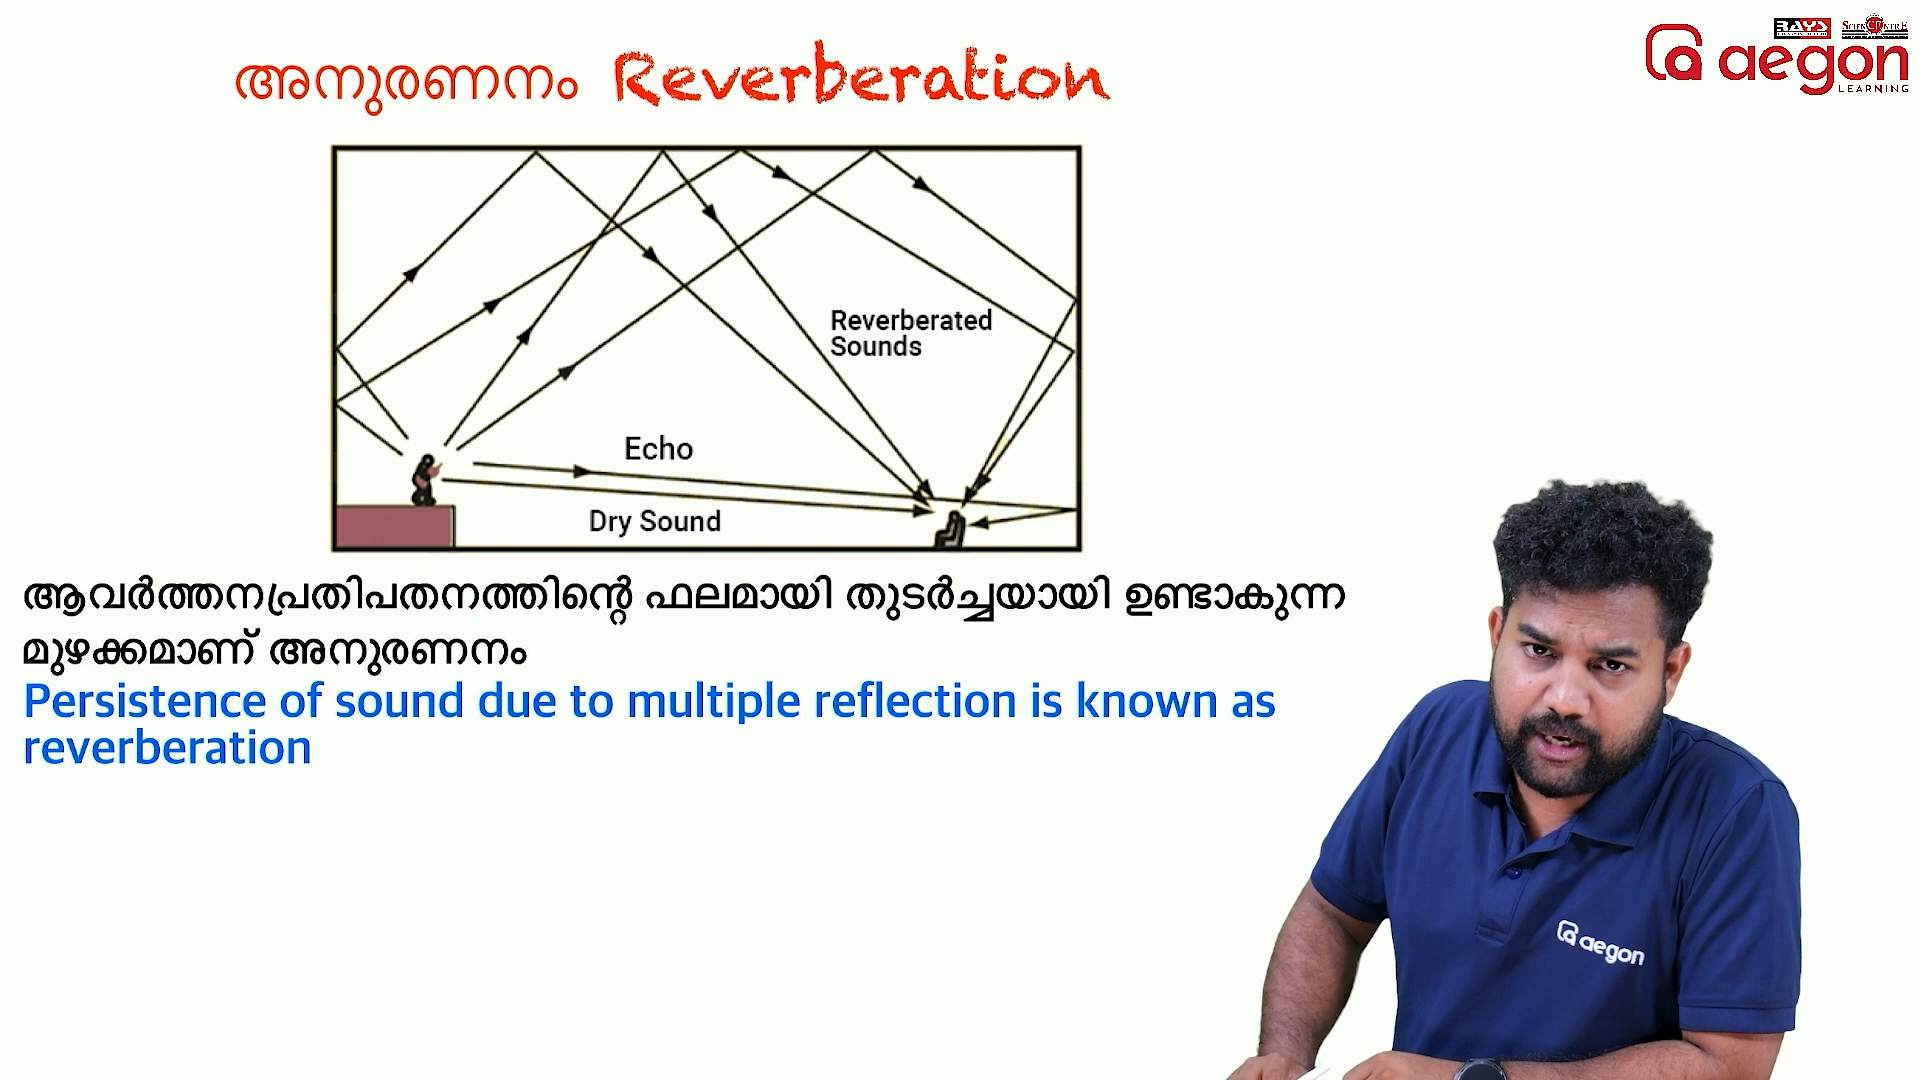 അനുരണനം Reverberation
RAYS
aegon
LEARNING
Reverberated
Sounds
Echo
Dry Sound
ആവർത്തനപ്രതിപതനത്തിന്റെ ഫലമായി തുടർച്ചയായി ഉണ്ടാകുന്ന
മുഴക്കമാണ് അനുരണനം
Persistence of sound due to multiple reflection is known as
reverberation
aegon